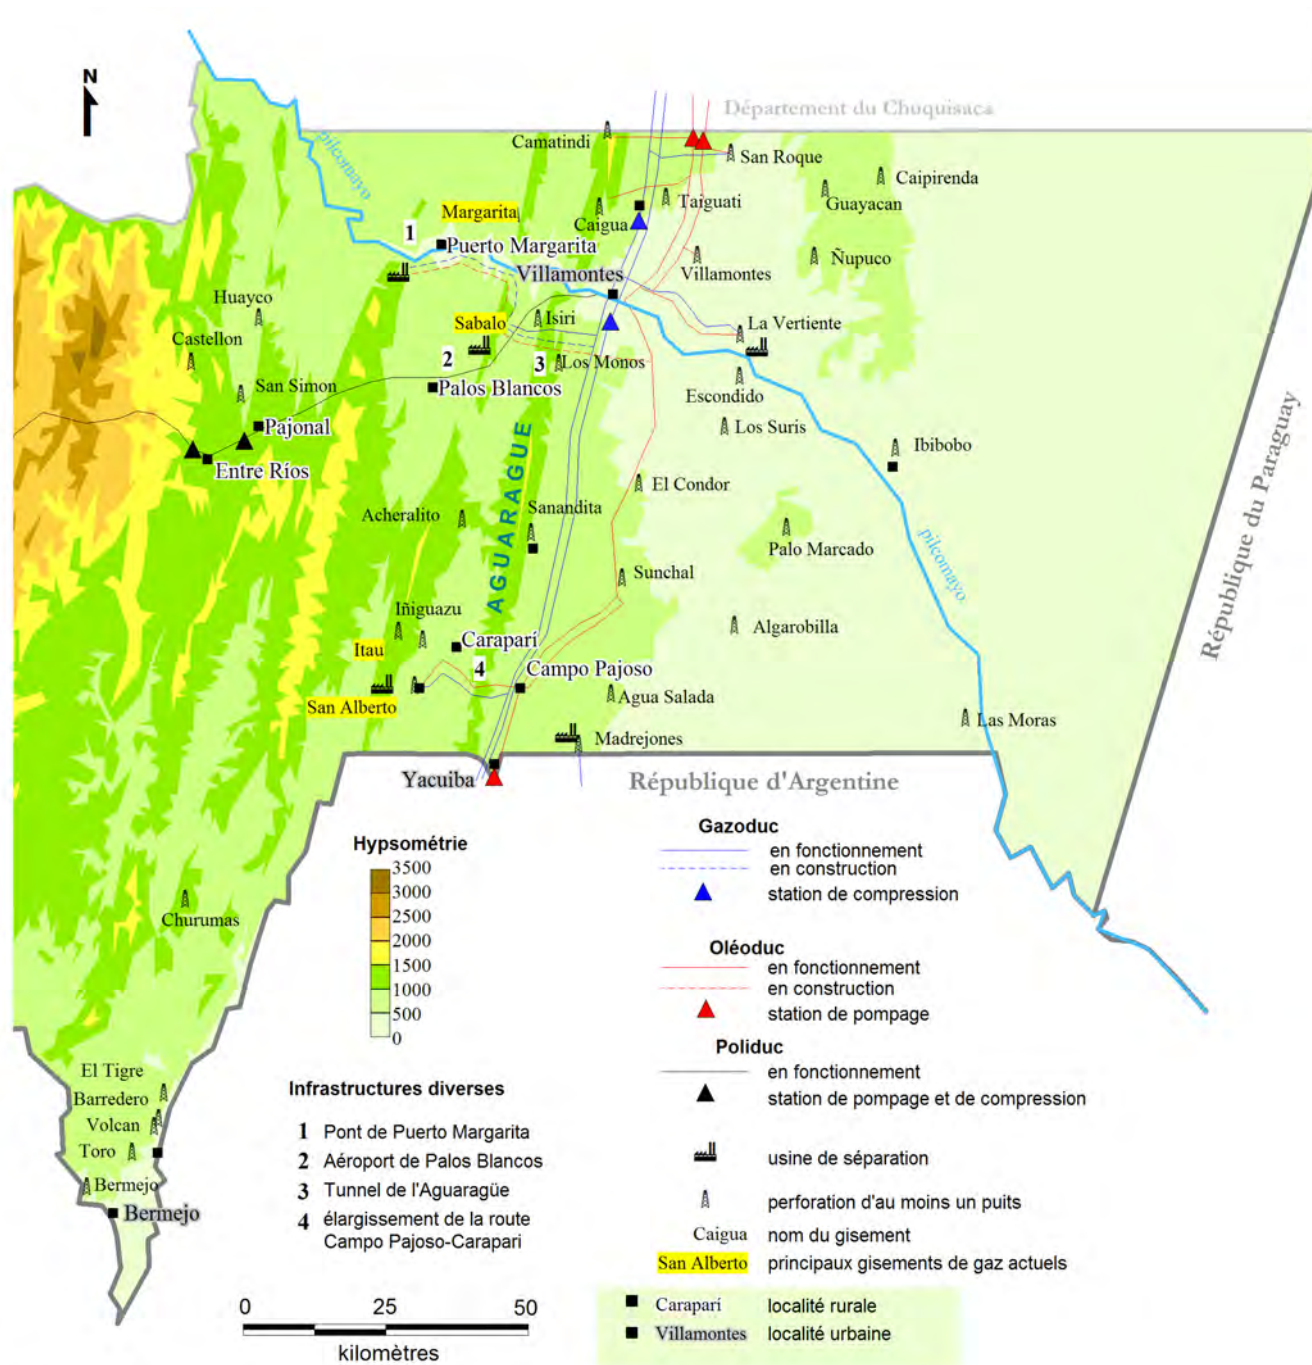 N
Département du Chuquisaca
Camatindi
San Roque
pilcomayo
Caipirenda
Taiguati
Guayacan
Margarita
Caigua
1
Puerto Margarita
Villamontes
Villamontes
Ñupuco
Huayco
Isiri
Sabalo
La Vertiente
Castellon
2
3
Los Monos
San Simon
Palos Blancos
Escondido
République du Paraguay
Pajonal
Los Suris
Ibibobo
Entre Ríos
AGUARAGUE
El Condor
Acheralito
Sanandita
Palo Marcado
pilcomayo
Sunchal
Iñiguazu
Algarobilla
Itau
Caraparí
4
Campo Pajoso
San Alberto
Agua Salada
Las Moras
Madrejones
Yacuiba
République d'Argentine
Churumas
El Tigre
Barredero
Volcan
Toro
Bermejo
Bermejo
Hypsométrie
3500
3000
2500
2000
1500
1000
500
0
Infrastructures diverses
1 Pont de Puerto Margarita
2 Aéroport de Palos Blancos
3 Tunnel de l'Aguaragüe
4 élargissement de la route
Campo Pajoso-Carapari
0 25 50
kilomètres
Gazoduc
en fonctionnement
en construction
station de compression
Oléoduc
en fonctionnement
en construction
station de pompage
Poliduc
en fonctionnement
station de pompage et de compression
usine de séparation
perforation d'au moins un puits
Caigua nom du gisement
San Alberto principaux gisements de gaz actuels
Caraparí localité rurale
Villamontes localité urbaine